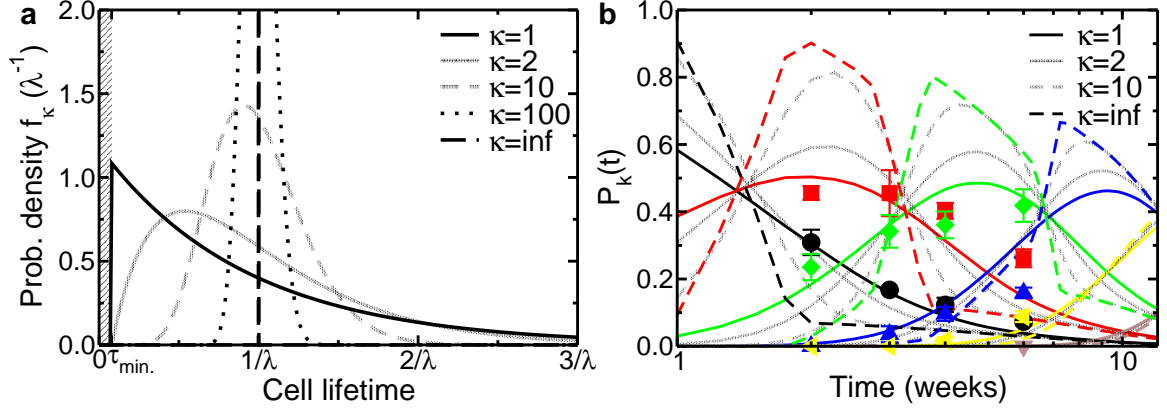 a
2.0
1.5
1.0
0.5
0.0
Prob. density f_κ (λ⁻¹)
κ=1
κ=2
κ=10
κ=100
κ=inf
0 τmin. 1/λ 2/λ 3/λ
Cell lifetime
b
1.0
0.8
0.6
0.4
0.2
0.0
P_k(t)
κ=1
κ=2
κ=10
κ=inf
1 10
Time (weeks)